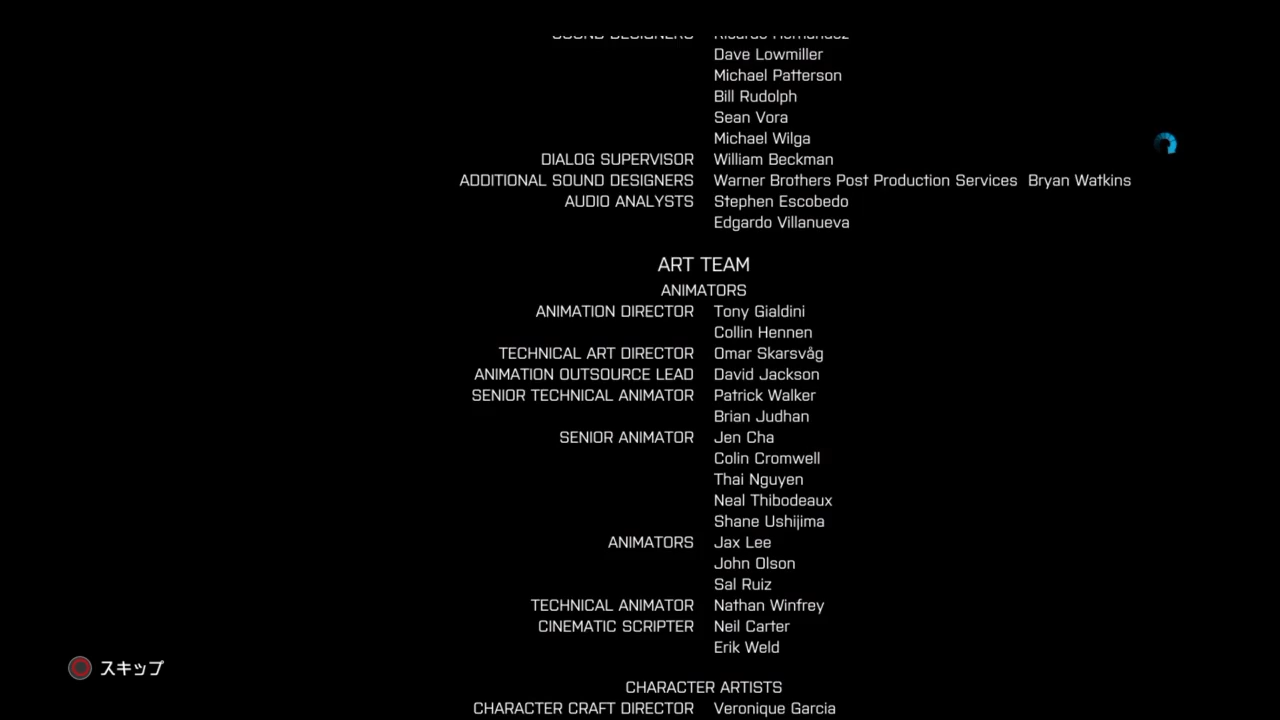 SOUND DESIGNERS Ricardo Hernandez
Dave Lowmiller
Michael Patterson
Bill Rudolph
Sean Vora
Michael Wilga
DIALOG SUPERVISOR William Beckman
ADDITIONAL SOUND DESIGNERS Warner Brothers Post Production Services Bryan Watkins
AUDIO ANALYSTS Stephen Escobedo
Edgardo Villanueva
ART TEAM
ANIMATORS
ANIMATION DIRECTOR Tony Gialdini
Collin Hennen
TECHNICAL ART DIRECTOR Omar Skarsvåg
ANIMATION OUTSOURCE LEAD David Jackson
SENIOR TECHNICAL ANIMATOR Patrick Walker
Brian Judhan
SENIOR ANIMATOR Jen Cha
Colin Cromwell
Thai Nguyen
Neal Thibodeaux
Shane Ushijima
ANIMATORS Jax Lee
John Olson
Sal Ruiz
TECHNICAL ANIMATOR Nathan Winfrey
CINEMATIC SCRIPTER Neil Carter
Erik Weld
スキップ
CHARACTER ARTISTS
CHARACTER CRAFT DIRECTOR Veronique Garcia